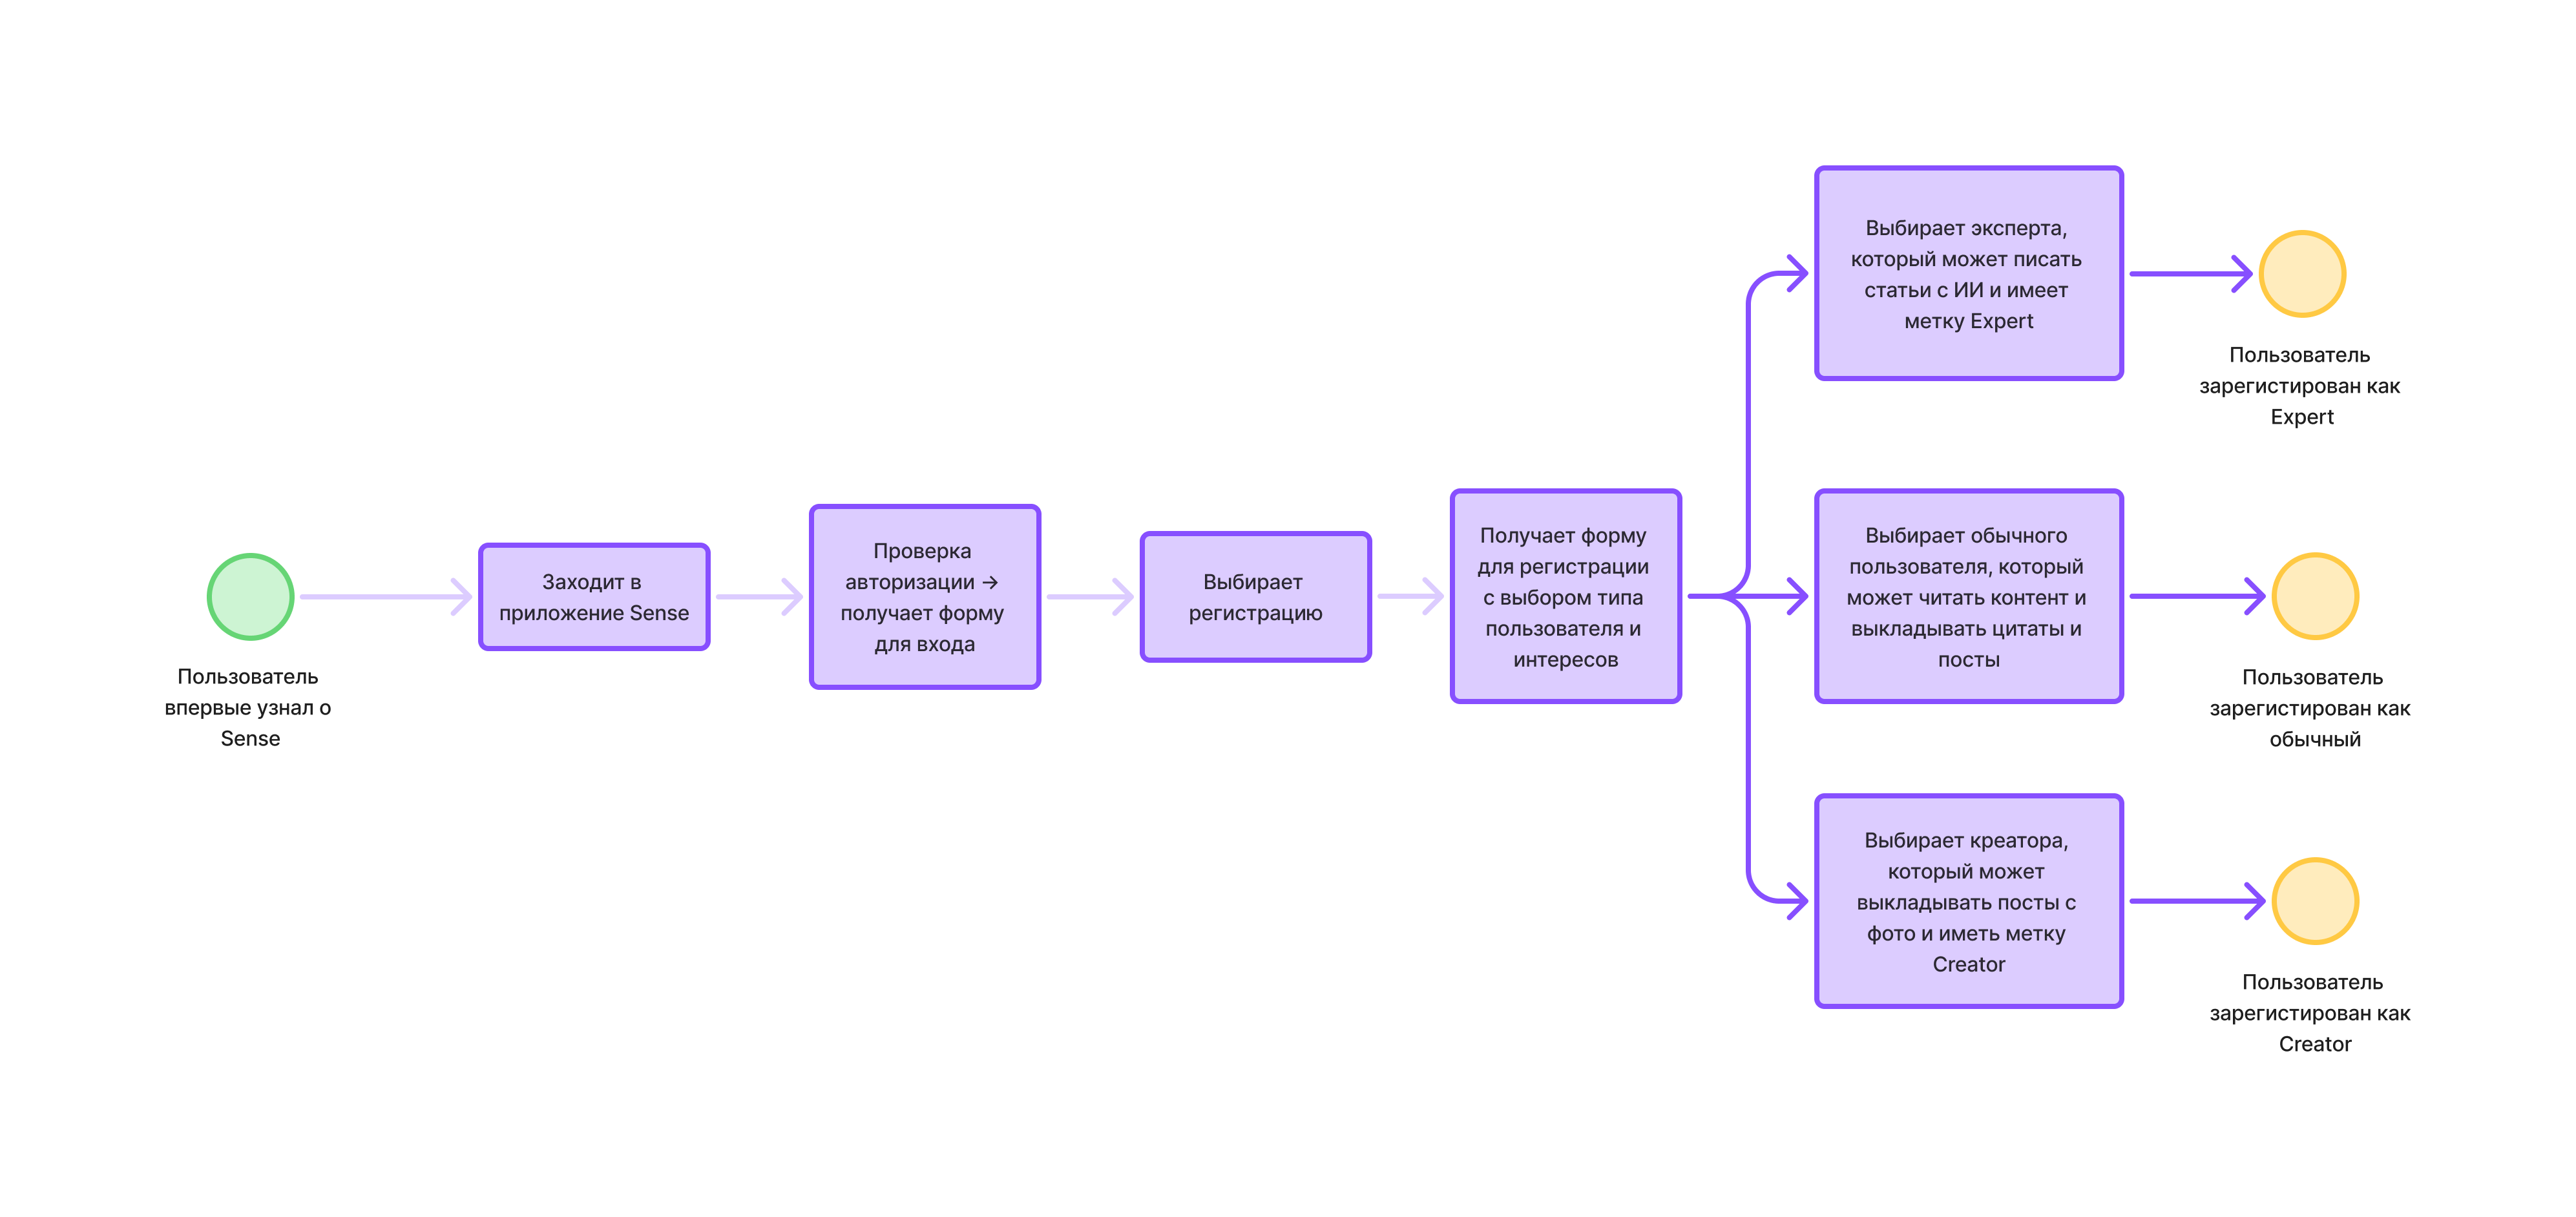 Пользователь
впервые узнал о
Sense
Заходит в
приложение Sense
Проверка
авторизации →
получает форму
для входа
Выбирает
регистрацию
Получает форму
для регистрации
с выбором типа
пользователя и
интересов
Выбирает эксперта,
который может писать
статьи с ИИ и имеет
метку Expert
Пользователь
зарегистирован как
Expert
Выбирает обычного
пользователя, который
может читать контент и
выкладывать цитаты и
посты
Пользователь
зарегистирован как
обычный
Выбирает креатора,
который может
выкладывать посты с
фото и иметь метку
Creator
Пользователь
зарегистирован как
Creator